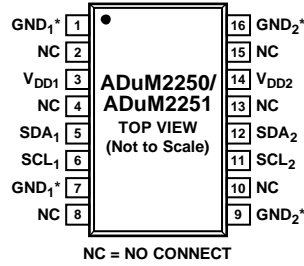 GND1* 1 16 GND2*
NC 2 15 NC
VDD1 3 14 VDD2
NC 4 13 NC
SDA1 5 12 SDA2
SCL1 6 11 SCL2
GND1* 7 10 NC
NC 8 9 GND2*
ADuM2250/
ADuM2251
TOP VIEW
(Not to Scale)
NC = NO CONNECT